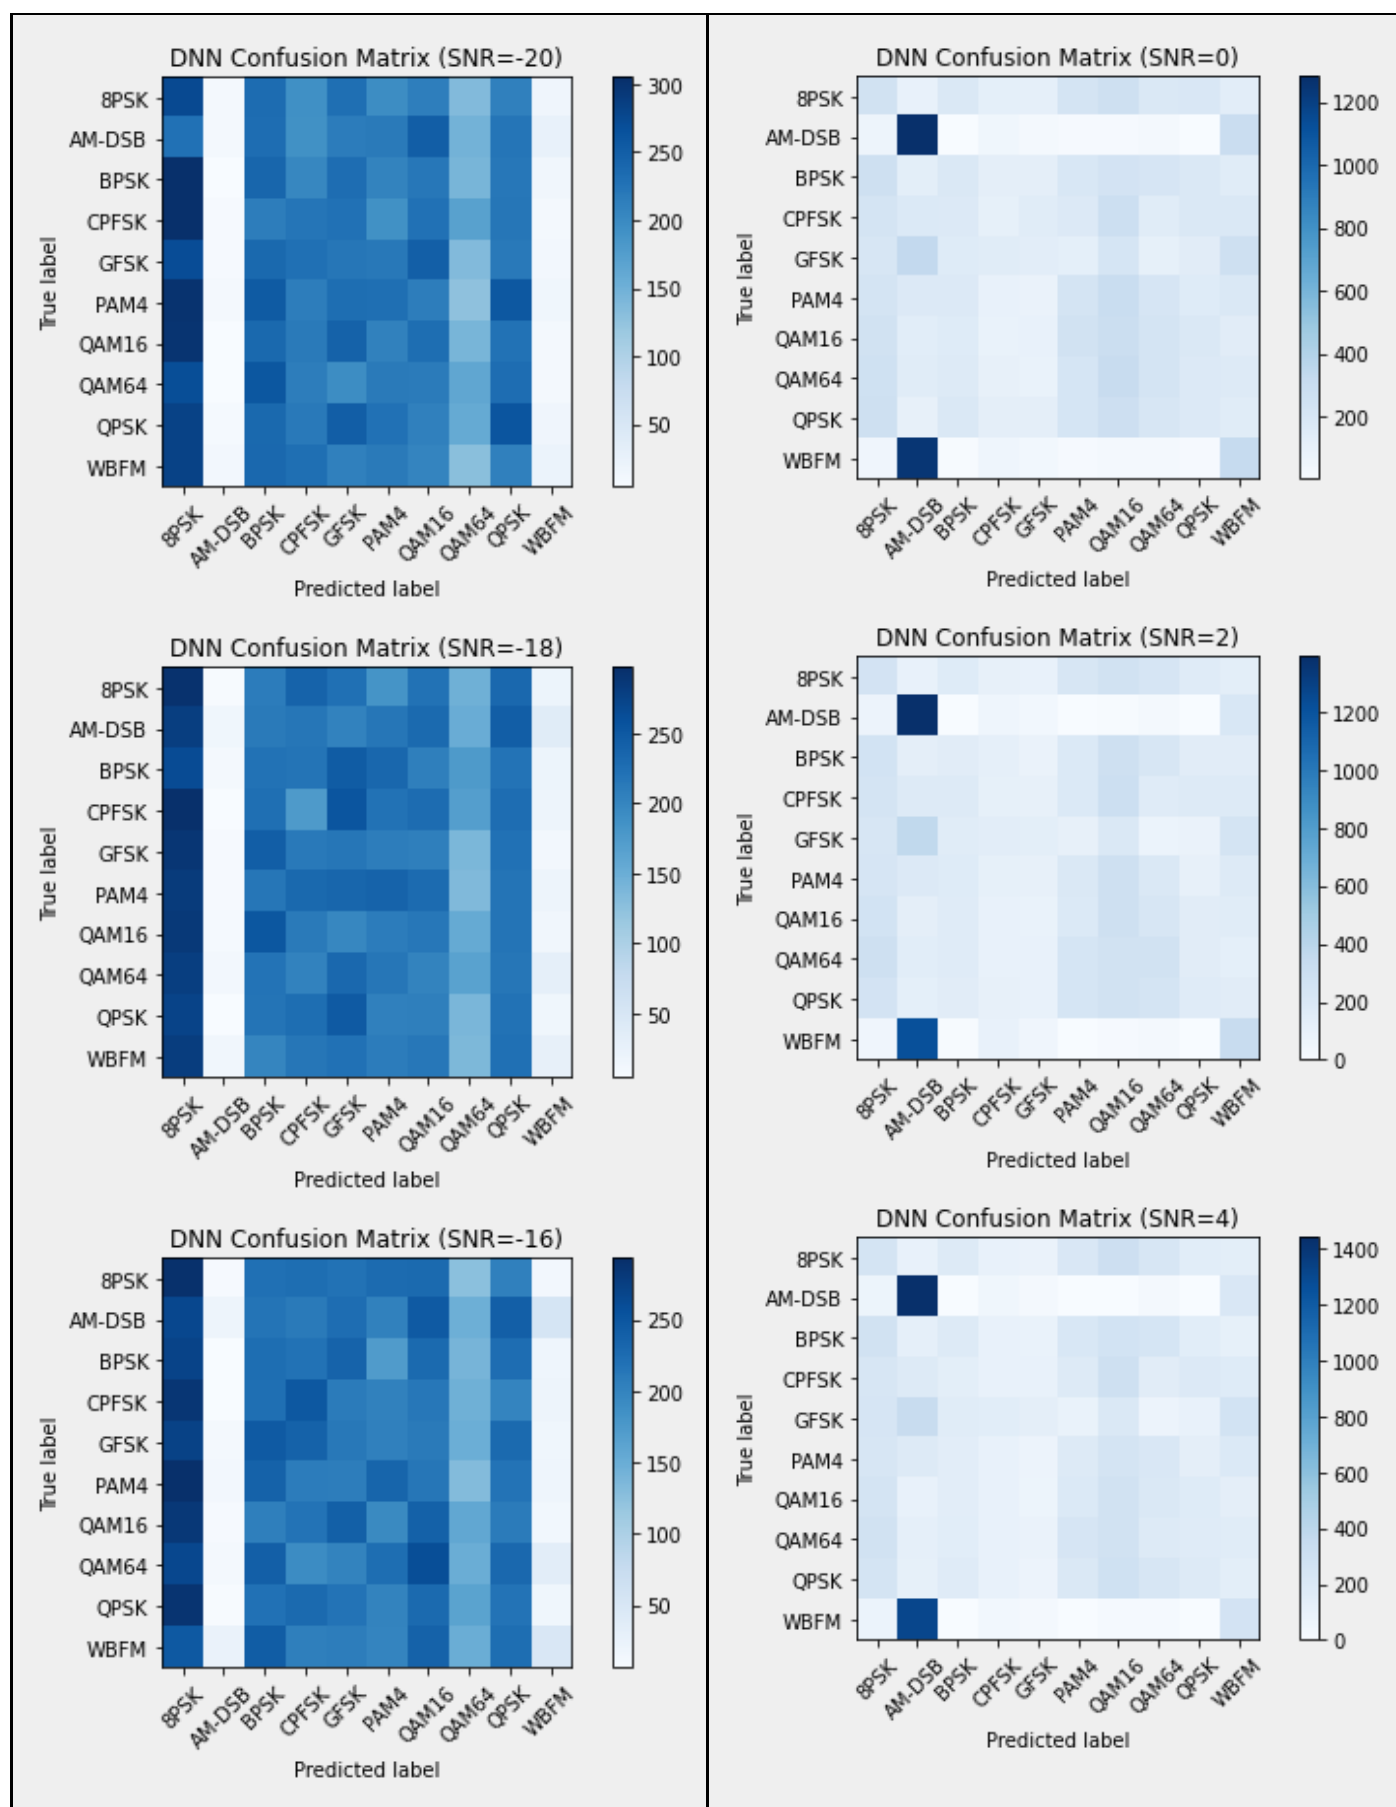 DNN Confusion Matrix (SNR=-20)
8PSK
AM-DSB
BPSK
CPFSK
GFSK
PAM4
QAM16
QAM64
QPSK
WBFM
True label
8PSK
AM-DSB
BPSK
CPFSK
GFSK
PAM4
QAM16
QAM64
QPSK
WBFM
Predicted label
300
250
200
150
100
50
DNN Confusion Matrix (SNR=0)
8PSK
AM-DSB
BPSK
CPFSK
GFSK
PAM4
QAM16
QAM64
QPSK
WBFM
True label
8PSK
AM-DSB
BPSK
CPFSK
GFSK
PAM4
QAM16
QAM64
QPSK
WBFM
Predicted label
1200
1000
800
600
400
200
DNN Confusion Matrix (SNR=-18)
8PSK
AM-DSB
BPSK
CPFSK
GFSK
PAM4
QAM16
QAM64
QPSK
WBFM
True label
8PSK
AM-DSB
BPSK
CPFSK
GFSK
PAM4
QAM16
QAM64
QPSK
WBFM
Predicted label
250
200
150
100
50
DNN Confusion Matrix (SNR=2)
8PSK
AM-DSB
BPSK
CPFSK
GFSK
PAM4
QAM16
QAM64
QPSK
WBFM
True label
8PSK
AM-DSB
BPSK
CPFSK
GFSK
PAM4
QAM16
QAM64
QPSK
WBFM
Predicted label
1200
1000
800
600
400
200
0
DNN Confusion Matrix (SNR=-16)
8PSK
AM-DSB
BPSK
CPFSK
GFSK
PAM4
QAM16
QAM64
QPSK
WBFM
True label
8PSK
AM-DSB
BPSK
CPFSK
GFSK
PAM4
QAM16
QAM64
QPSK
WBFM
Predicted label
250
200
150
100
50
DNN Confusion Matrix (SNR=4)
8PSK
AM-DSB
BPSK
CPFSK
GFSK
PAM4
QAM16
QAM64
QPSK
WBFM
True label
8PSK
AM-DSB
BPSK
CPFSK
GFSK
PAM4
QAM16
QAM64
QPSK
WBFM
Predicted label
1400
1200
1000
800
600
400
200
0